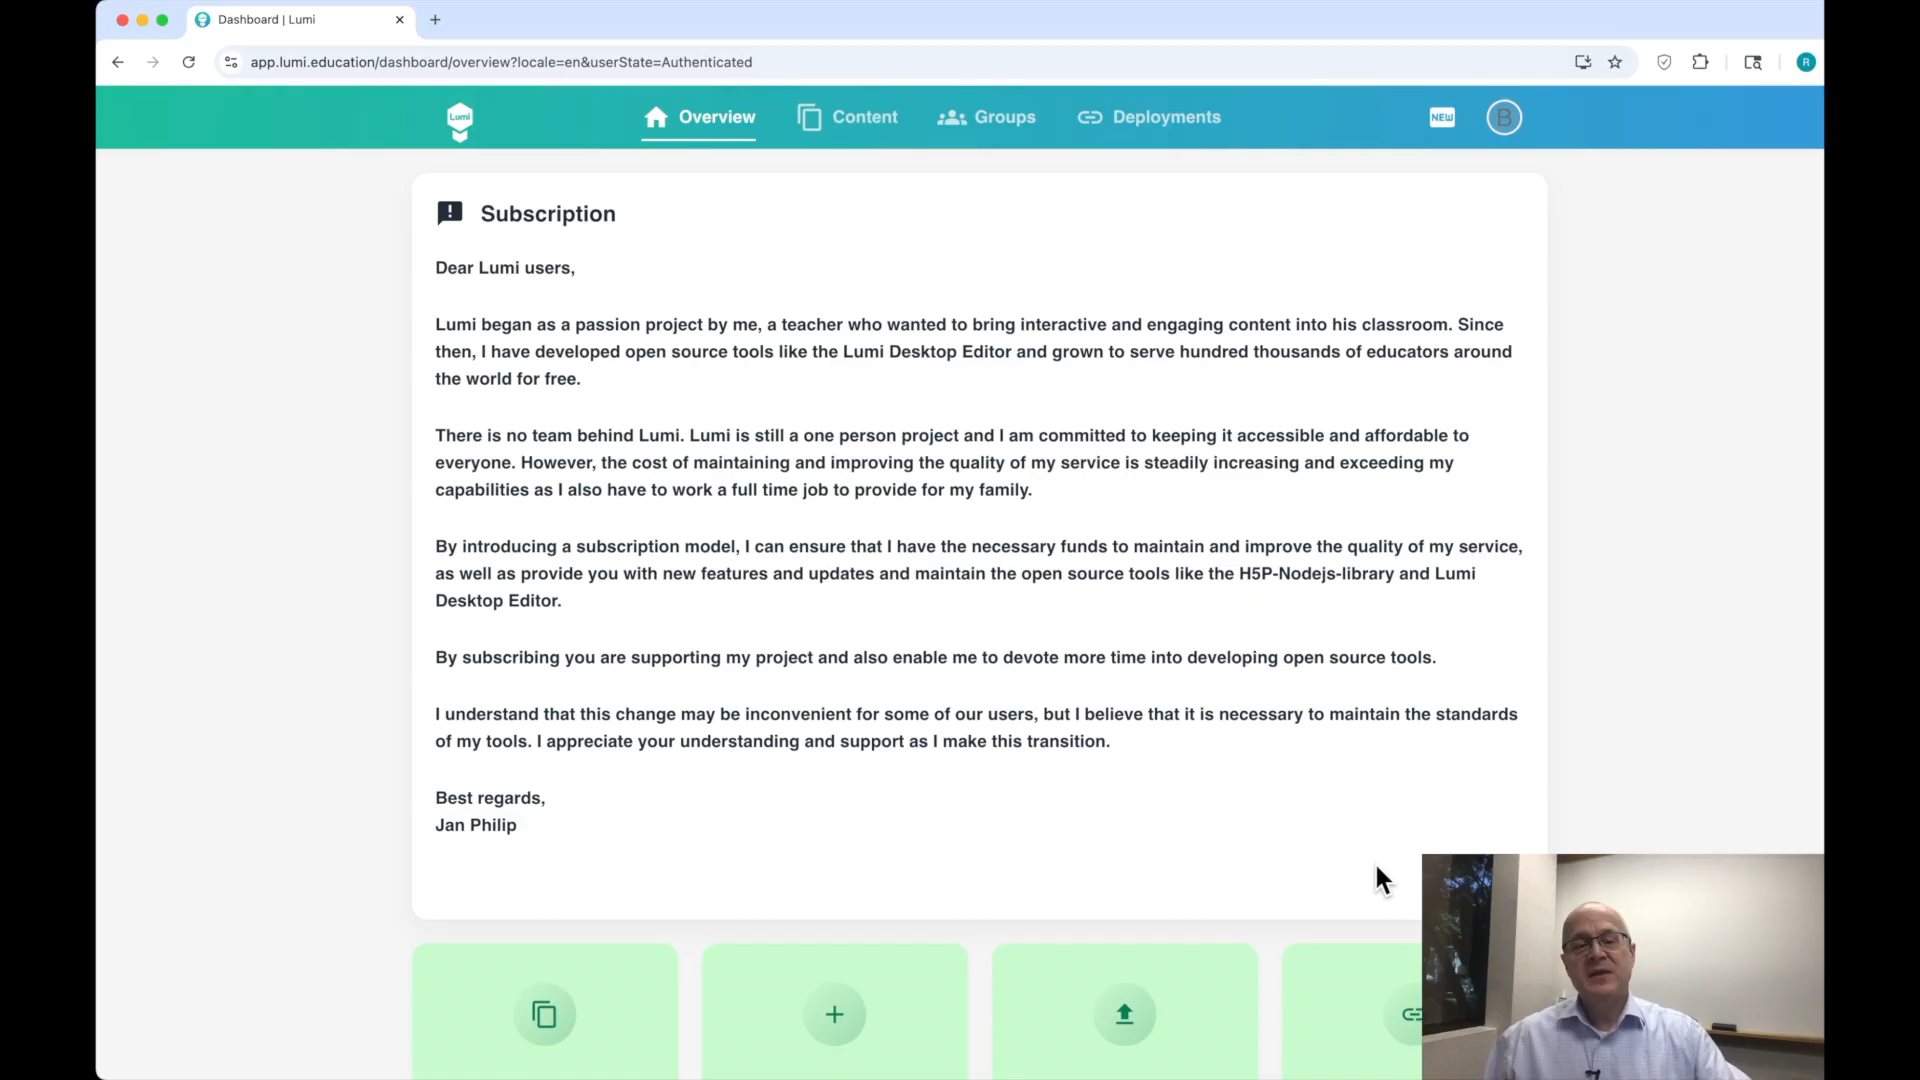 Dashboard | Lumi
app.lumi.education/dashboard/overview?locale=en&userState=Authenticated
R
Lumi
Overview
Content
Groups
Deployments
NEW
B
Subscription
Dear Lumi users,
Lumi began as a passion project by me, a teacher who wanted to bring interactive and engaging content into his classroom. Since
then, I have developed open source tools like the Lumi Desktop Editor and grown to serve hundred thousands of educators around
the world for free.
There is no team behind Lumi. Lumi is still a one person project and I am committed to keeping it accessible and affordable to
everyone. However, the cost of maintaining and improving the quality of my service is steadily increasing and exceeding my
capabilities as I also have to work a full time job to provide for my family.
By introducing a subscription model, I can ensure that I have the necessary funds to maintain and improve the quality of my service,
as well as provide you with new features and updates and maintain the open source tools like the H5P-Nodejs-library and Lumi
Desktop Editor.
By subscribing you are supporting my project and also enable me to devote more time into developing open source tools.
I understand that this change may be inconvenient for some of our users, but I believe that it is necessary to maintain the standards
of my tools. I appreciate your understanding and support as I make this transition.
Best regards,
Jan Philip